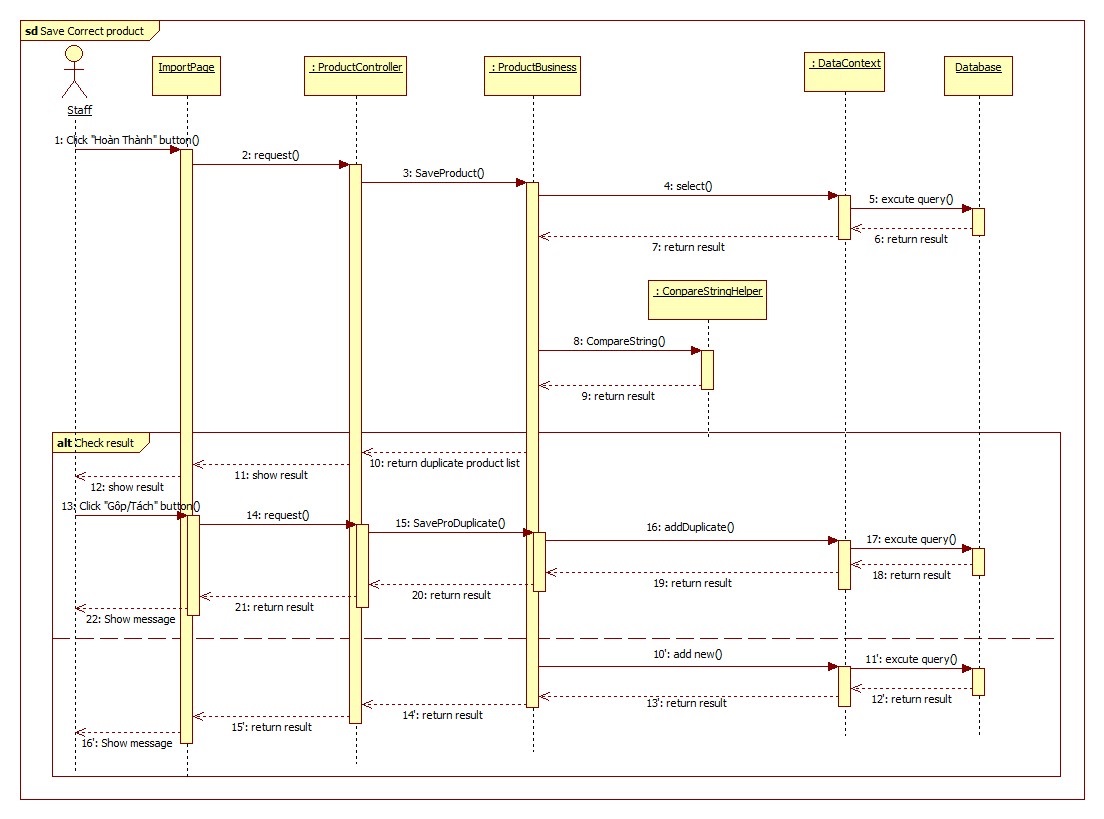 sd Save Correct product
Staff
ImportPage
: ProductController
: ProductBusiness
: DataContext
Database
1: Click "Hoàn Thành" button()
2: request()
3: SaveProduct()
4: select()
5: excute query()
6: return result
7: return result
: ConpareStringHelper
8: CompareString()
9: return result
alt Check result
10: return duplicate product list
11: show result
12: show result
13: Click "Gôp/Tách" button()
14: request()
15: SaveProDuplicate()
16: addDuplicate()
17: excute query()
18: return result
19: return result
20: return result
21: return result
22: Show message
10': add new()
11': excute query()
12': return result
13': return result
14': return result
15': return result
16': Show message